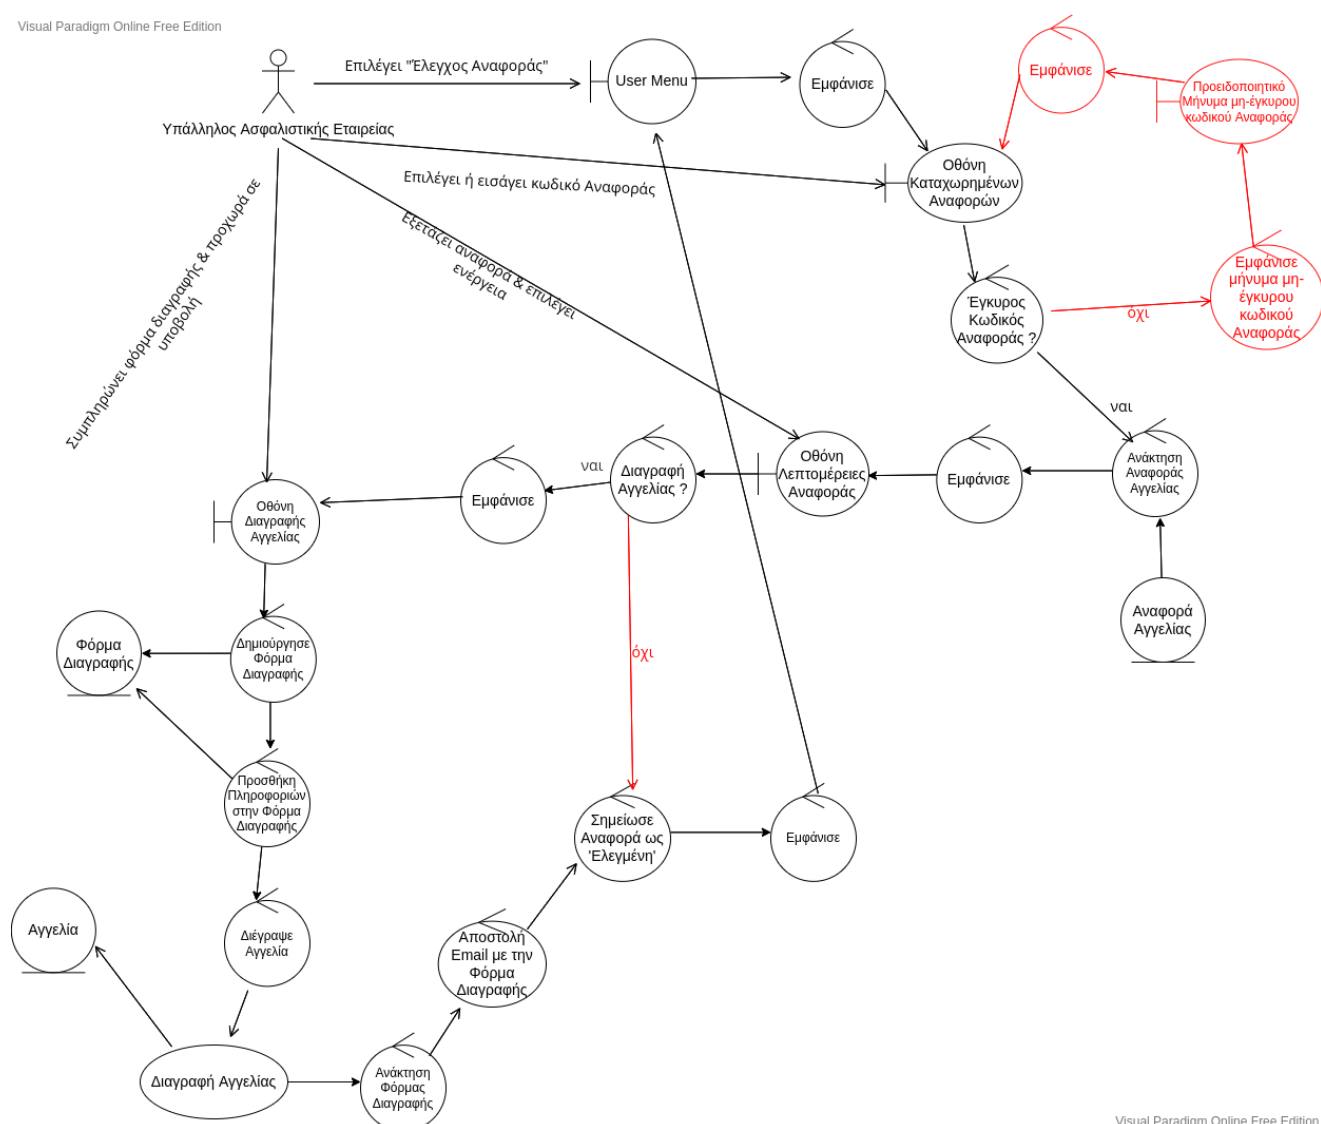 Visual Paradigm Online Free Edition
Επιλέγει "Έλεγχος Αναφοράς"
User Menu
Εμφάνισε
Εμφάνισε
Προειδοποιητικό
Μήνυμα μη-έγκυρου
κωδικού Αναφοράς
Υπάλληλος Ασφαλιστικής Εταιρείας
Επιλέγει ή εισάγει κωδικό Αναφοράς
Οθόνη
Καταχωρημένων
Αναφορών
Συμπληρώνει φόρμα διαγραφής & προχωρά σε
υποβολή
Εξετάζει αναφορά & επιλέγει
ενέργεια
Έγκυρος
Κωδικός
Αναφοράς ?
όχι
Εμφάνισε
μήνυμα μη-
έγκυρου
κωδικού
Αναφοράς
ναι
Οθόνη
Διαγραφής
Αγγελίας
Εμφάνισε
ναι
Διαγραφή
Αγγελίας ?
Οθόνη
Λεπτομέρειες
Αναφοράς
Εμφάνισε
Ανάκτηση
Αναφοράς
Αγγελίας
Αναφορά
Αγγελίας
Φόρμα
Διαγραφής
Δημιούργησε
Φόρμα
Διαγραφής
όχι
Προσθήκη
Πληροφοριών
στην Φόρμα
Διαγραφής
Σημείωσε
Αναφορά ως
'Ελεγμένη'
Εμφάνισε
Αγγελία
Διέγραψε
Αγγελία
Αποστολή
Email με την
Φόρμα
Διαγραφής
Διαγραφή Αγγελίας
Ανάκτηση
Φόρμας
Διαγραφής
Visual Paradigm Online Free Edition